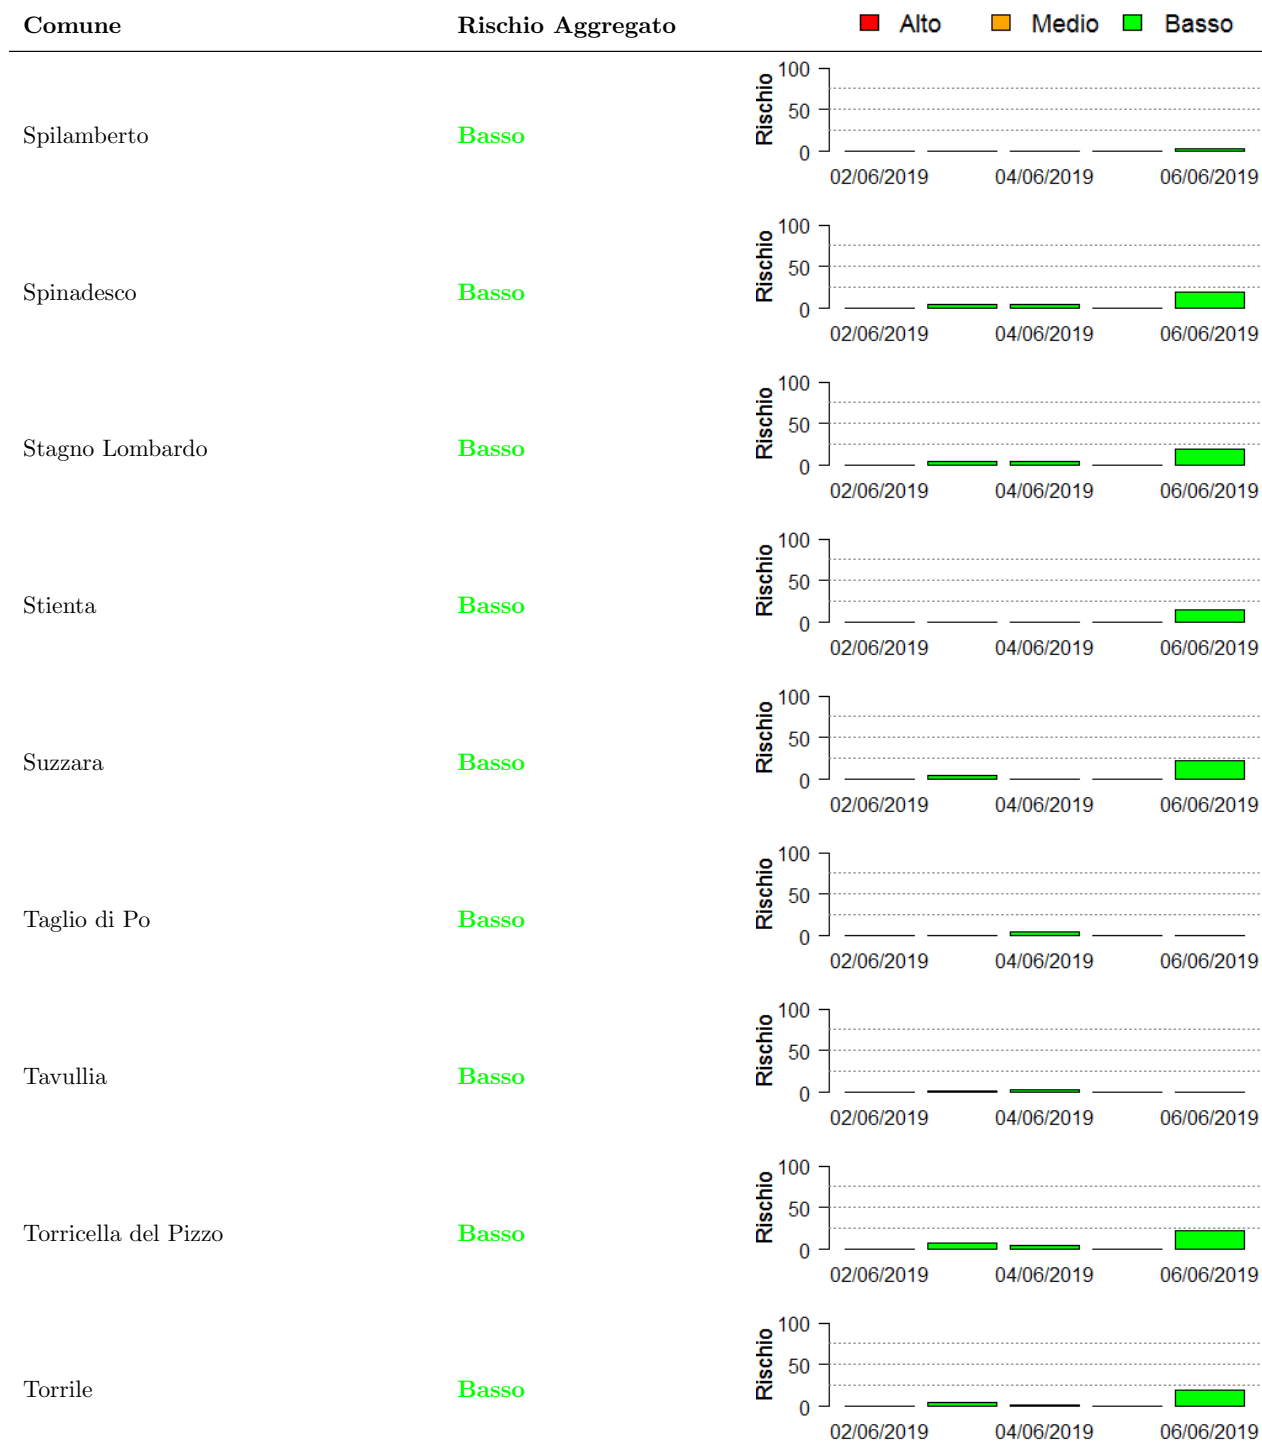 Comune Rischio Aggregato Alto Medio Basso
100
50
0
Rischio
Spilamberto Basso
02/06/2019 04/06/2019 06/06/2019
100
50
0
Rischio
Spinadesco Basso
02/06/2019 04/06/2019 06/06/2019
100
50
0
Rischio
Stagno Lombardo Basso
02/06/2019 04/06/2019 06/06/2019
100
50
0
Rischio
Stienta Basso
02/06/2019 04/06/2019 06/06/2019
100
50
0
Rischio
Suzzara Basso
02/06/2019 04/06/2019 06/06/2019
100
50
0
Rischio
Taglio di Po Basso
02/06/2019 04/06/2019 06/06/2019
100
50
0
Rischio
Tavullia Basso
02/06/2019 04/06/2019 06/06/2019
100
50
0
Rischio
Torricella del Pizzo Basso
02/06/2019 04/06/2019 06/06/2019
100
50
0
Rischio
Torrile Basso
02/06/2019 04/06/2019 06/06/2019